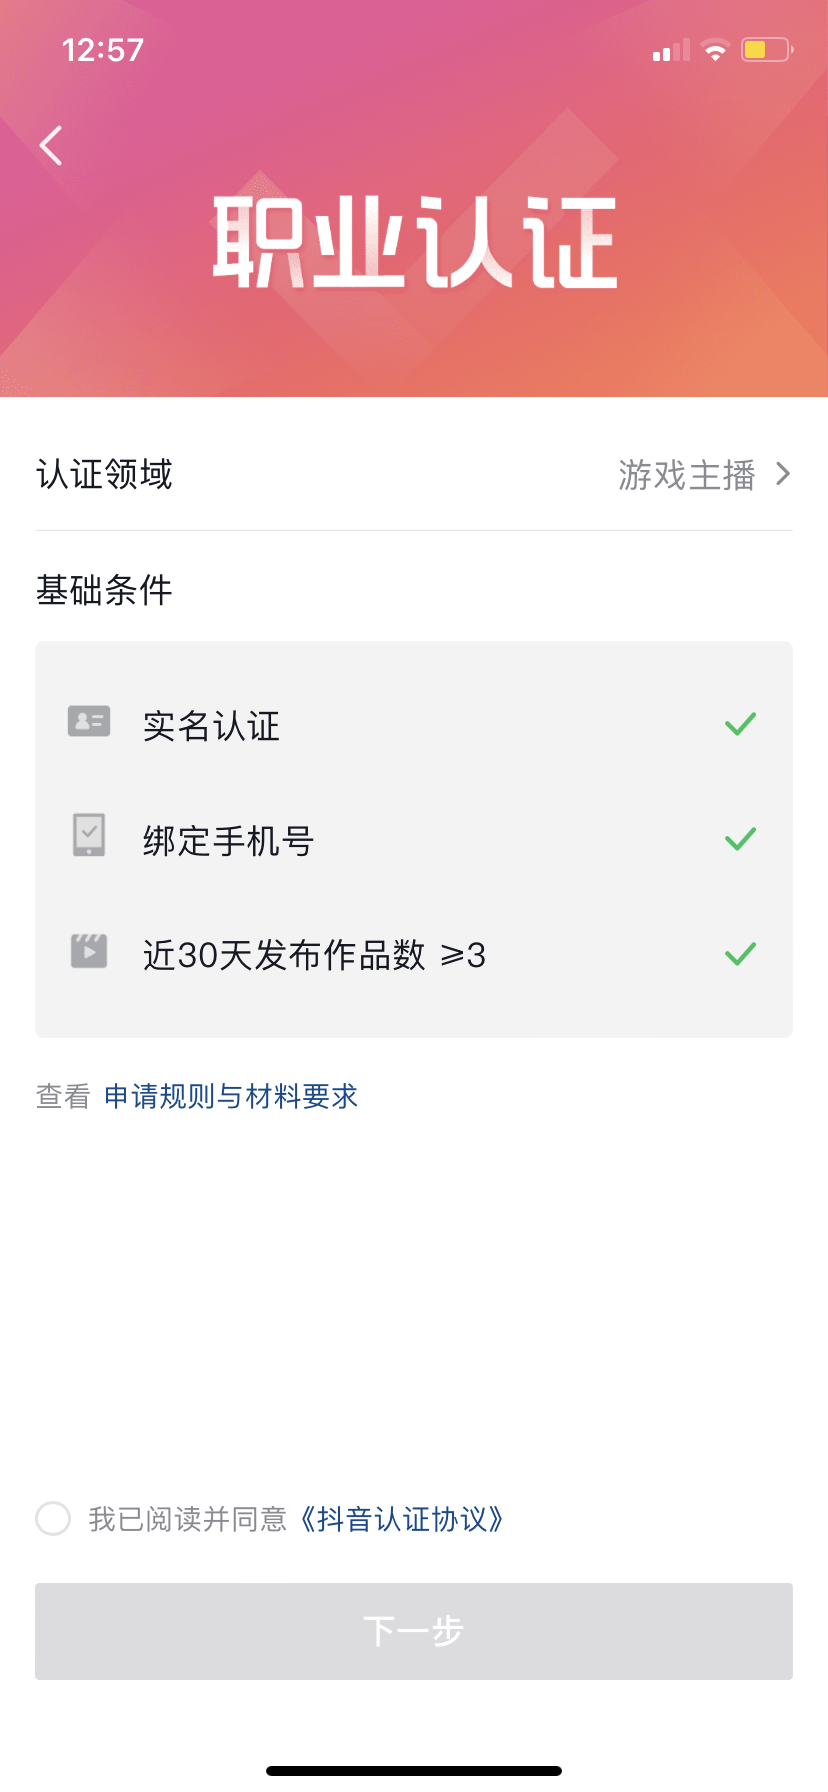 12:57
职业认证
认证领域 游戏主播
基础条件
实名认证
绑定手机号
近30天发布作品数 ⩾3
查看 申请规则与材料要求
我已阅读并同意《抖音认证协议》
下一步